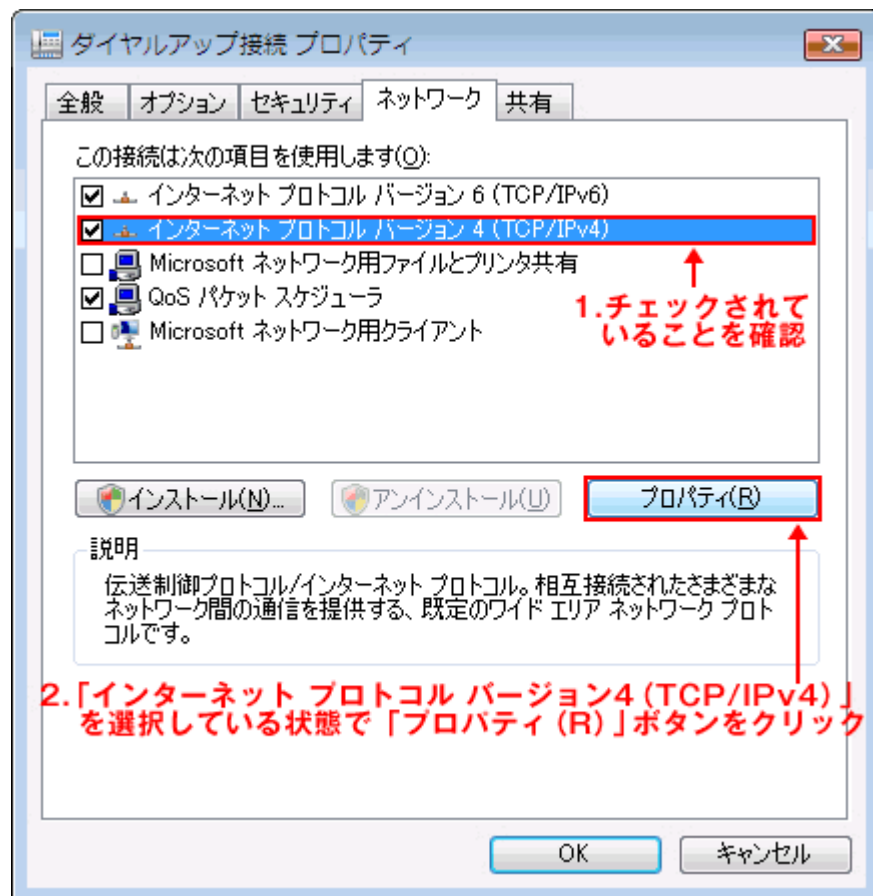 ダイヤルアップ接続 プロパティ
全般 オプション セキュリティ ネットワーク 共有
この接続は次の項目を使用します(O):
インターネット プロトコル バージョン 6 (TCP/IPv6)
インターネット プロトコル バージョン 4 (TCP/IPv4)
Microsoft ネットワーク用ファイルとプリンタ共有
QoS パケット スケジューラ
Microsoft ネットワーク用クライアント
1.チェックされて
いることを確認
インストール(N)... アンインストール(U) プロパティ(R)
説明
伝送制御プロトコル/インターネット プロトコル。相互接続されたさまざまな
ネットワーク間の通信を提供する、既定のワイド エリア ネットワーク プロト
コルです。
2.「インターネット プロトコル バージョン4(TCP/IPv4)」
を選択している状態で「プロパティ(R)」ボタンをクリック
OK キャンセル